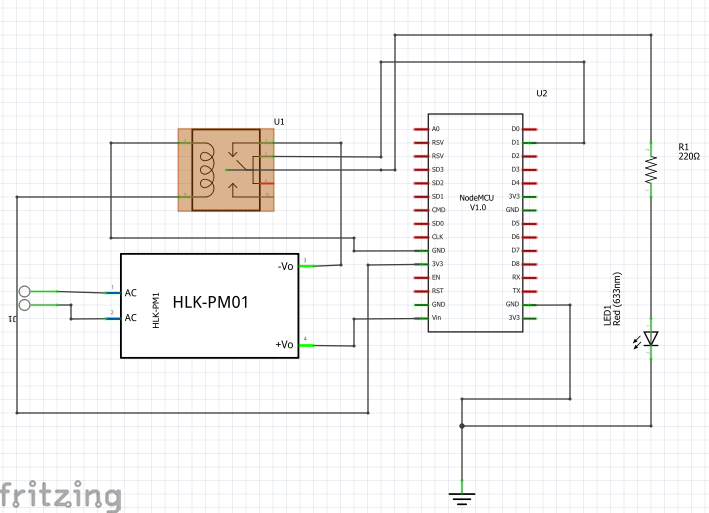 U1
U2
A0
RSV
RSV
SD3
SD2
SD1
CMD
SD0
CLK
GND
3V3
EN
RST
GND
Vin
NodeMCU
V1.0
D0
D1
D2
D3
D4
3V3
GND
D5
D6
D7
D8
RX
TX
GND
3V3
R1
220Ω
LED1
Red (633nm)
J1
1
AC
2
AC
HLK-PM1
HLK-PM01
-Vo
3
+Vo
4
fritzing